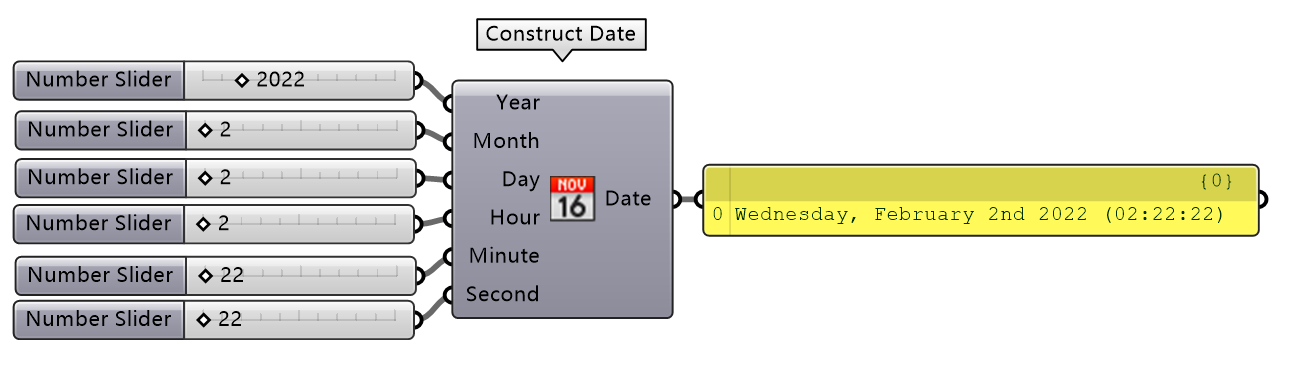 Construct Date
Number Slider 2022
Number Slider 2
Number Slider 2
Number Slider 2
Number Slider 22
Number Slider 22
Year
Month
Day
Hour
Minute
Second
NOV
16
Date
{0}
0 Wednesday, February 2nd 2022 (02:22:22)